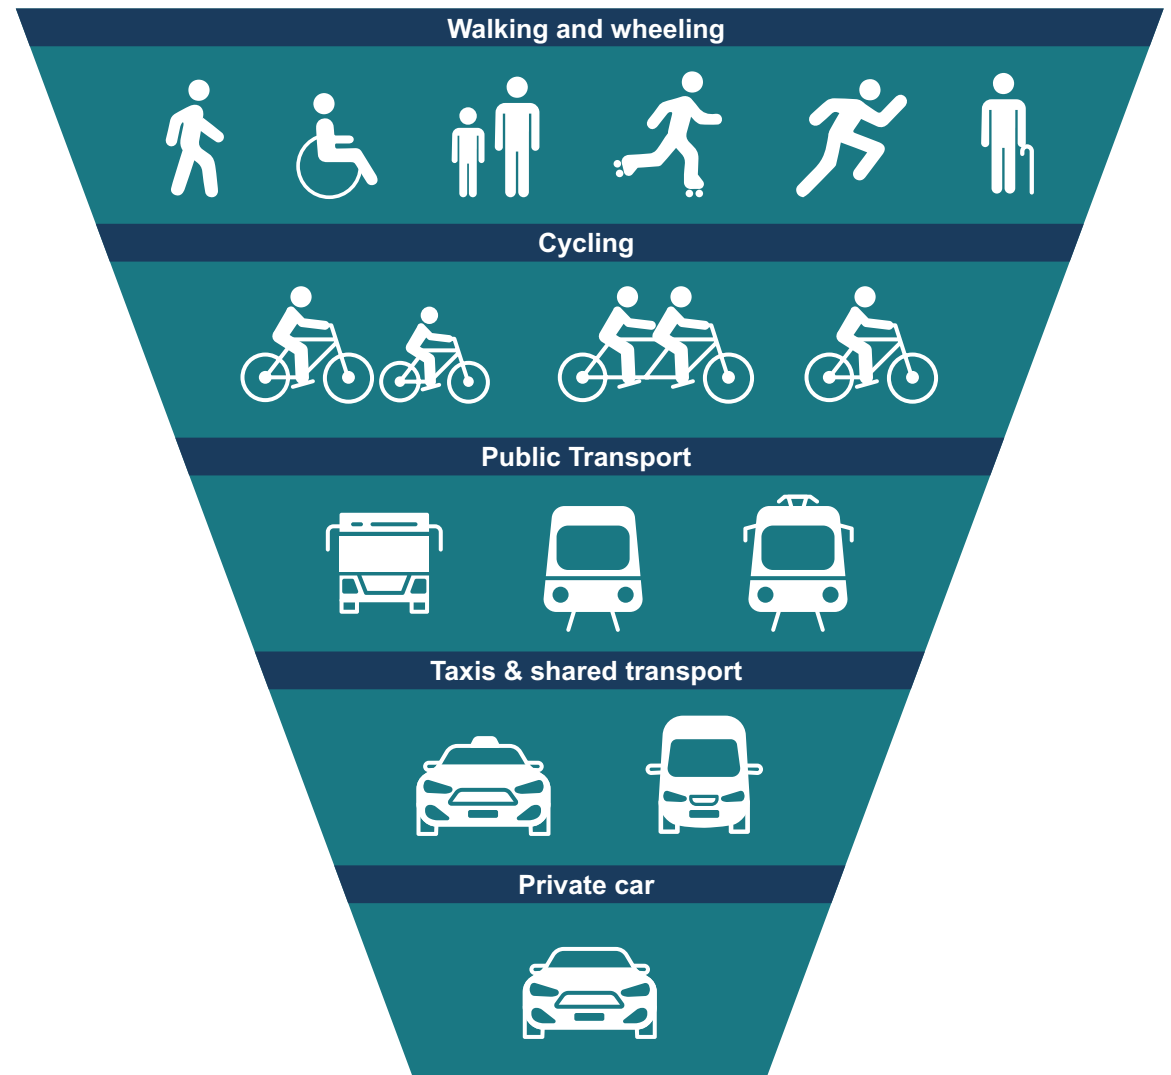 Walking and wheeling
Cycling
Public Transport
Taxis & shared transport
Private car